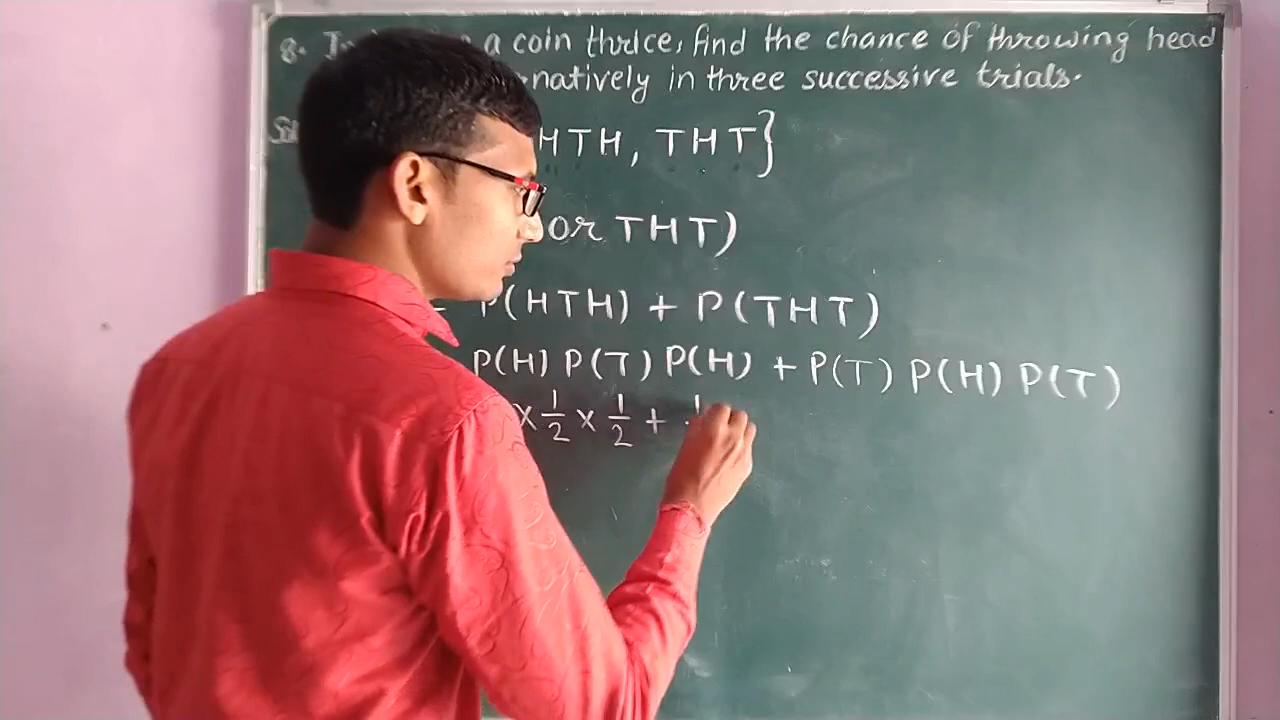 8. a coin thrice, find the chance of throwing head
natively in three successive trials.
HTH, THT}
or THT)
= P(HTH) + P(THT)
P(H) P(T) P(H) + P(T) P(H) P(T)
× 1/2 × 1/2 + 1